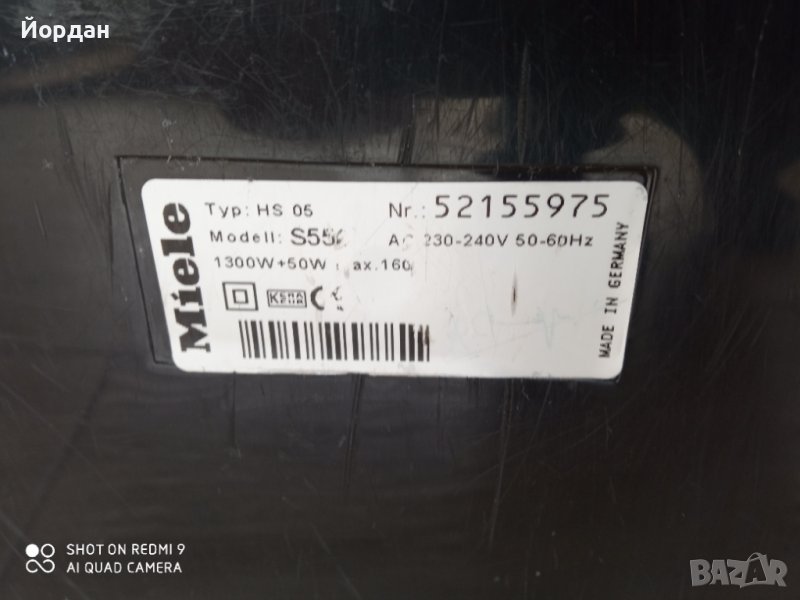 Йордан
Miele
Typ: HS 05 Nr.: 52155975
Modell: AC 230-240V 50-60Hz
1300W+50W
MADE IN GERMANY
SHOT ON REDMI 9
AI QUAD CAMERA
BAZAR